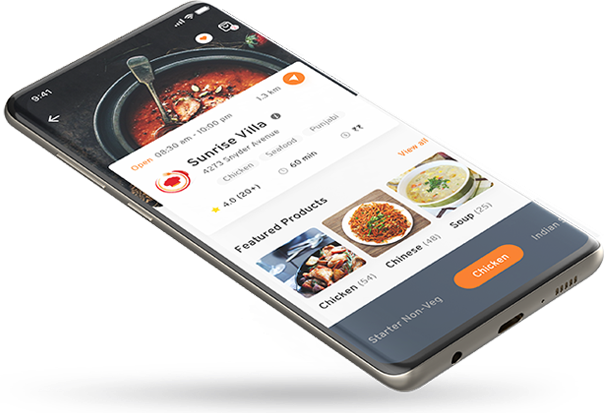 9:41
Open 08:30 am - 10:00 pm
1.3 km
Sunrise Villa
4273 Snyder Avenue
Chicken Seafood Punjabi
4.0 (20+)
60 min
₹₹
Featured Products
View all
Chicken (54)
Chinese (48)
Soup (25)
Starter Non-Veg
Chicken
Indian